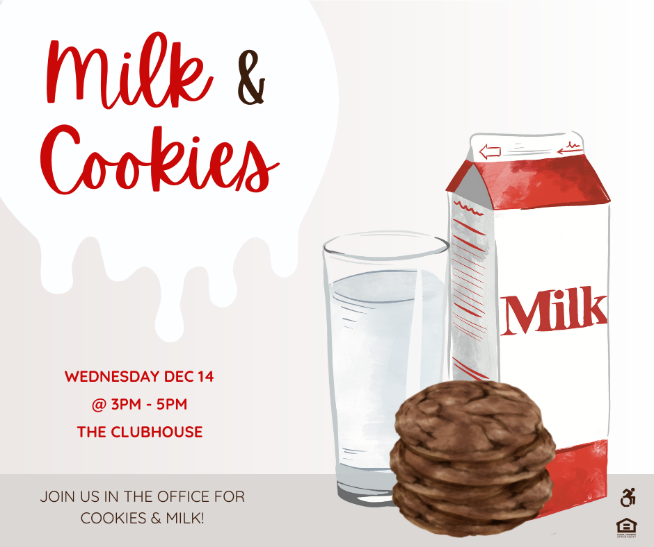 Milk &
Cookies
Milk
WEDNESDAY DEC 14
@ 3PM - 5PM
THE CLUBHOUSE
JOIN US IN THE OFFICE FOR
COOKIES & MILK!